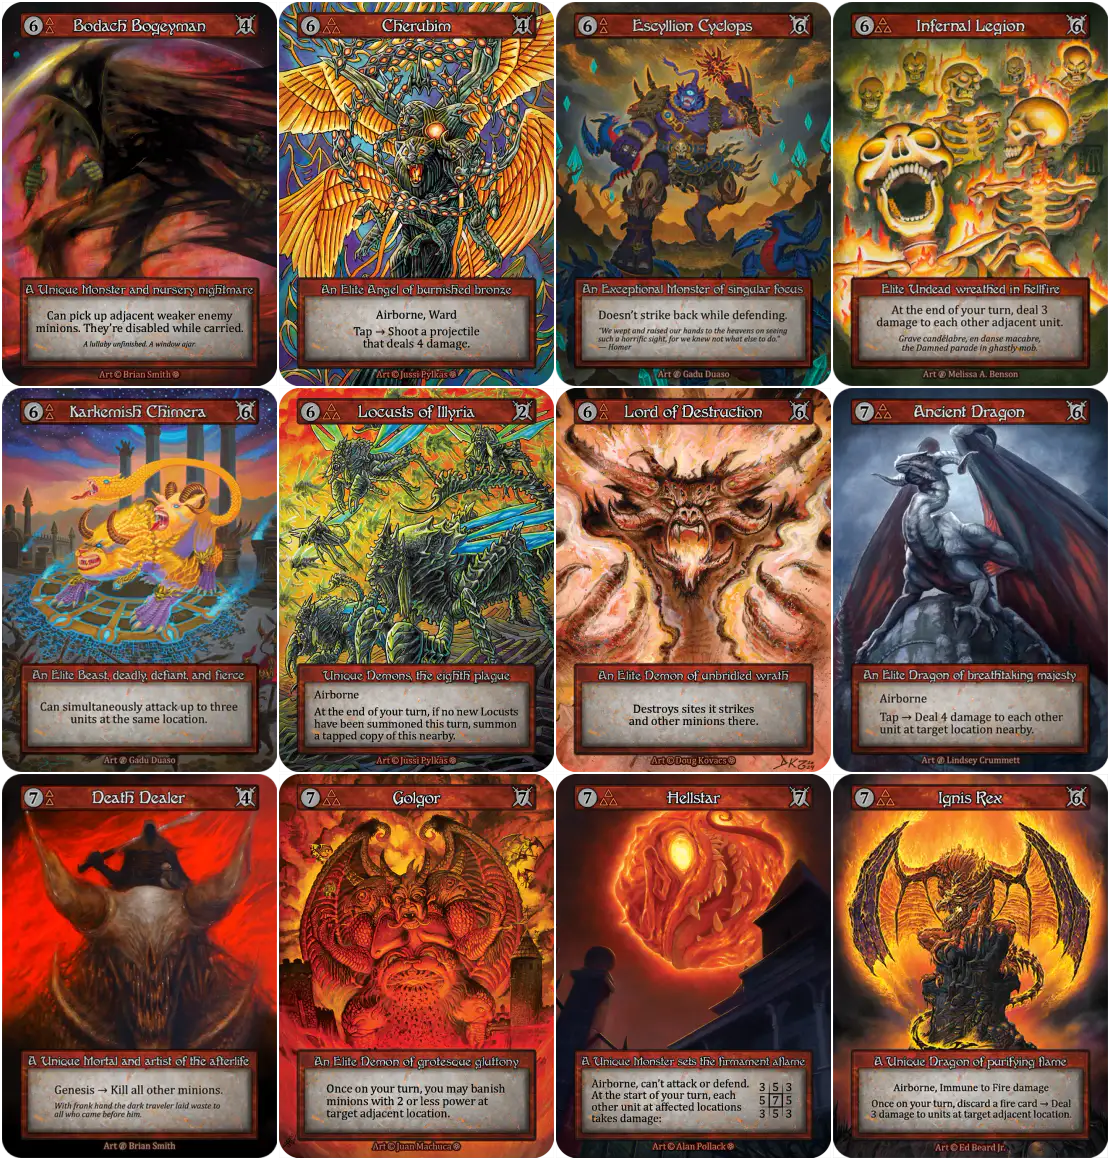 6 Bodach Bogeyman 4
A Unique Monster and nursery nightmare
Can pick up adjacent weaker enemy
minions. They're disabled while carried.
A lullaby unfinished. A window ajar.
Art © Brian Smith
6 Cherubim 4
An Elite Angel of burnished bronze
Airborne, Ward
Tap → Shoot a projectile
that deals 4 damage.
Art © Jussi Pylkäs
6 Escyllion Cyclops 6
An Exceptional Monster of singular focus
Doesn't strike back while defending.
"We wept and raised our hands to the heavens on seeing
such a horrific sight, for we knew not what else to do."
— Homer
Art Gadu Duaso
6 Infernal Legion 6
Elite Undead wreathed in hellfire
At the end of your turn, deal 3
damage to each other adjacent unit.
Grave candélabre, en danse macabre,
the Damned parade in ghastly mob.
Art Melissa A. Benson
6 Karkemish Chimera 6
An Elite Beast, deadly, defiant, and fierce
Can simultaneously attack up to three
units at the same location.
Art Gadu Duaso
6 Locusts of Illyria 2
Unique Demons, the eighth plague
Airborne
At the end of your turn, if no new Locusts
have been summoned this turn, summon
a tapped copy of this nearby.
Art © Jussi Pylkäs
6 Lord of Destruction 6
An Elite Demon of unbridled wrath
Destroys sites it strikes
and other minions there.
Art © Doug Kovacs
7 Ancient Dragon 6
An Elite Dragon of breathtaking majesty
Airborne
Tap → Deal 4 damage to each other
unit at target location nearby.
Art Lindsey Crummett
7 Death Dealer 4
A Unique Mortal and artist of the afterlife
Genesis → Kill all other minions.
With frank hand the dark traveler laid waste to
all who came before him.
Art Brian Smith
7 Golgor 7
An Elite Demon of grotesque gluttony
Once on your turn, you may banish
minions with 2 or less power at
target adjacent location.
Art © Juan Machuca
7 Hellstar 7
A Unique Monster sets the firmament aflame
Airborne, can't attack or defend.
At the start of your turn, each
other unit at affected locations
takes damage:
3 5 3
5 7 5
3 5 3
Art © Alan Pollack
7 Ignis Rex 6
A Unique Dragon of purifying flame
Airborne, Immune to Fire damage
Once on your turn, discard a fire card → Deal
3 damage to units at target adjacent location.
Art © Ed Beard Jr.